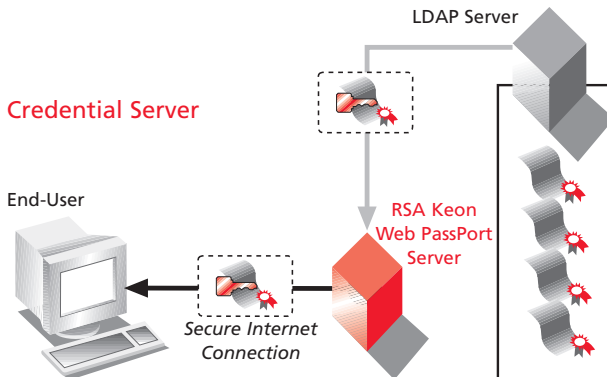 LDAP Server
Credential Server
End-User
RSA Keon
Web PassPort
Server
Secure Internet
Connection